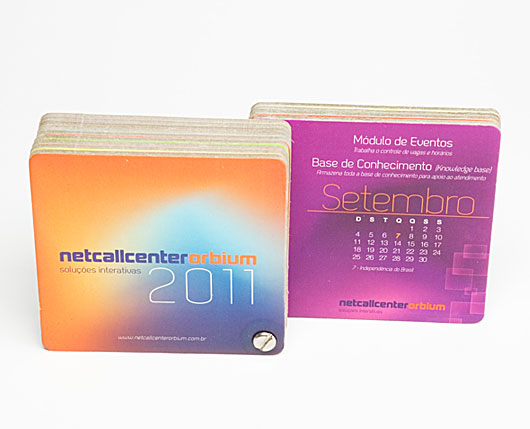 netcallcenterorbium
soluções interativas
2011
www.netcallcenterorbium.com.br
Módulo de Eventos
Trabalha o controle de vagas e horários
Base de Conhecimento (Knowledge base)
Armazena toda a base de conhecimento para apoio ao atendimento
Setembro
D S T Q Q S S
1 2 3
4 5 6 7 8 9 10
11 12 13 14 15 16 17
18 19 20 21 22 23 24
25 26 27 28 29 30
7 - Independência do Brasil
netcallcenterorbium
soluções interativas